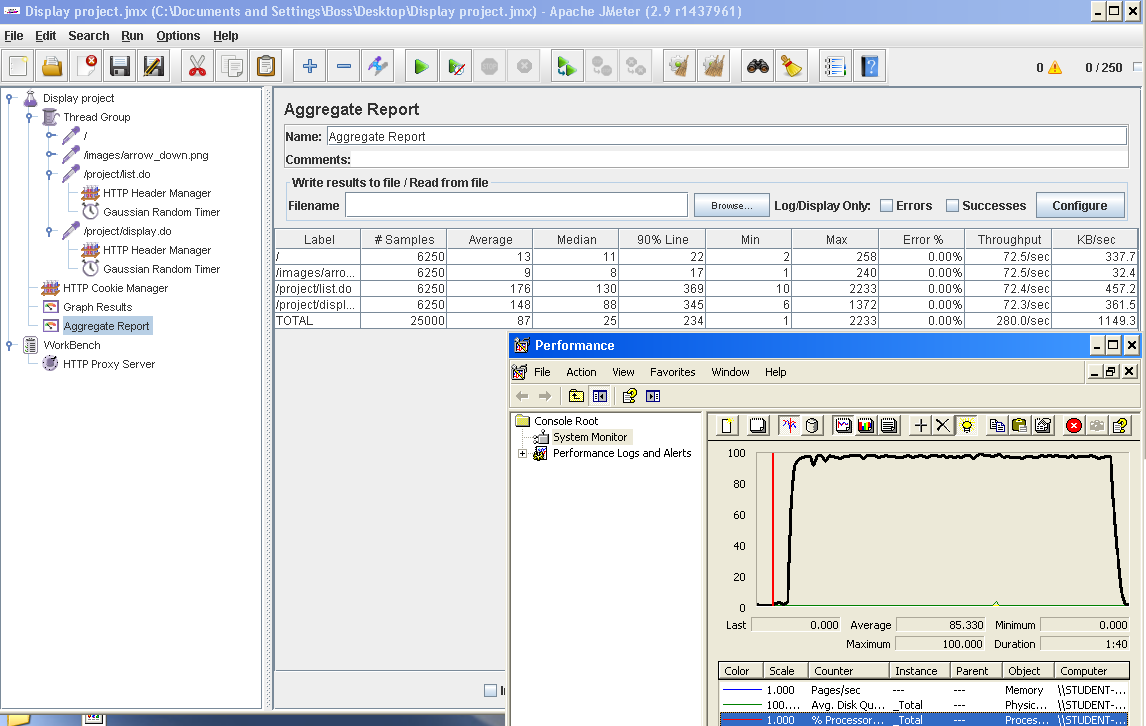 Display project.jmx (C:\Documents and Settings\Boss\Desktop\Display project.jmx) - Apache JMeter (2.9 r1437961)
File Edit Search Run Options Help
0 0 / 250
Display project
Thread Group
/
/images/arrow_down.png
/project/list.do
HTTP Header Manager
Gaussian Random Timer
/project/display.do
HTTP Header Manager
Gaussian Random Timer
HTTP Cookie Manager
Graph Results
Aggregate Report
WorkBench
HTTP Proxy Server
Aggregate Report
Name: Aggregate Report
Comments:
Write results to file / Read from file
Filename Browse... Log/Display Only: Errors Successes Configure
Label # Samples Average Median 90% Line Min Max Error % Throughput KB/sec
/ 6250 13 11 22 2 258 0.00% 72.5/sec 337.7
/images/arro... 6250 9 8 17 1 240 0.00% 72.5/sec 32.4
/project/list.do 6250 176 130 369 10 2233 0.00% 72.4/sec 457.2
/project/displ... 6250 148 88 345 6 1372 0.00% 72.3/sec 361.5
TOTAL 25000 87 25 234 1 2233 0.00% 280.0/sec 1149.3
Performance
File Action View Favorites Window Help
Console Root
System Monitor
Performance Logs and Alerts
100
80
60
40
20
0
Last 0.000 Average 85.330 Minimum 0.000
Maximum 100.000 Duration 1:40
Color Scale Counter Instance Parent Object Computer
1.000 Pages/sec --- --- Memory \\STUDENT-...
100.... Avg. Disk Qu... _Total --- Physic... \\STUDENT-...
1.000 % Processor... _Total --- Proces... \\STUDENT-...